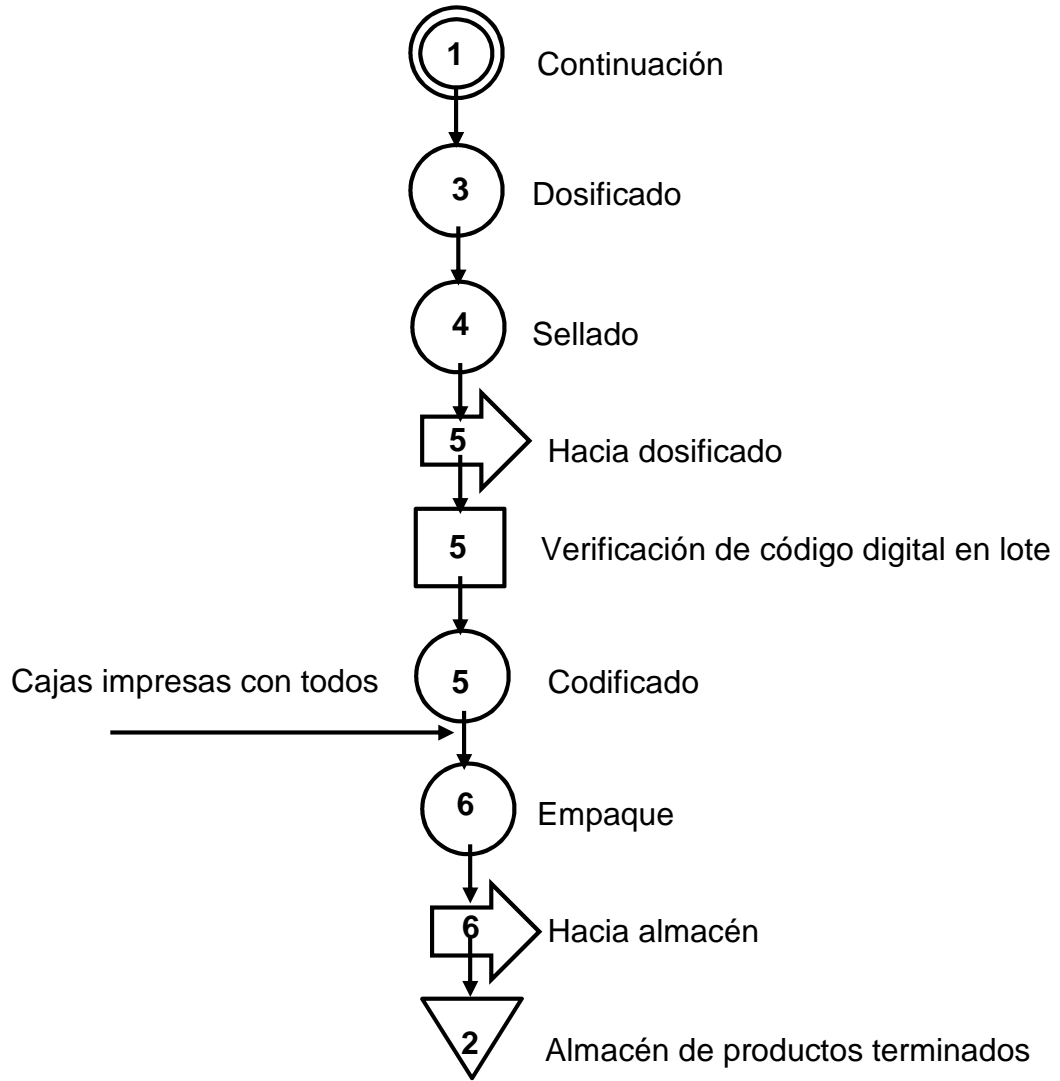 1 Continuación
3 Dosificado
4 Sellado
5 Hacia dosificado
5 Verificación de código digital en lote
Cajas impresas con todos 5 Codificado
6 Empaque
6 Hacia almacén
2 Almacén de productos terminados